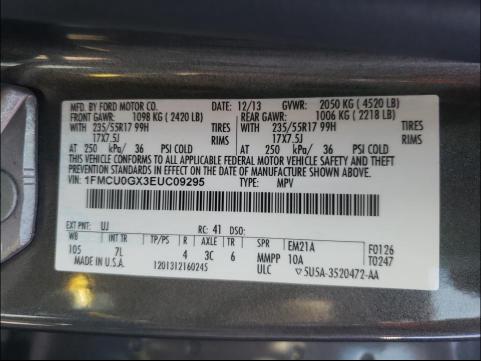 MFD. BY FORD MOTOR CO. 12/13 GVWR: 2050 KG (4520 LB)
FRONT GAWR: 1098 KG (2420 LB) REAR GAWR: 1006 KG (2218 LB)
WITH 235/55R17 99H TIRES WITH 235/55R17 99H TIRES
17X7.5J RIMS 17X7.5J RIMS
AT 250 KPA/ 36 PSI COLD AT 250 KPA/ 36 PSI COLD
THIS VEHICLE CONFORMS TO ALL APPLICABLE FEDERAL MOTOR VEHICLE SAFETY, BUMPER, AND THEFT
PREVENTION STANDARDS IN EFFECT ON THE DATE OF MANUFACTURE SHOWN ABOVE.
VIN: 1FMCU0GX3EUC09295 TYPE: MPV
EXT PNT: UJ RC: 41 DSO:
WB INT TR TP/PS R AXLE TR SPR EM21A F0126
105 7L 4 3C 6 MMPP 10A T0247
MADE IN U.S.A. 1201312160245 ULC 5U5A-3520472-AA